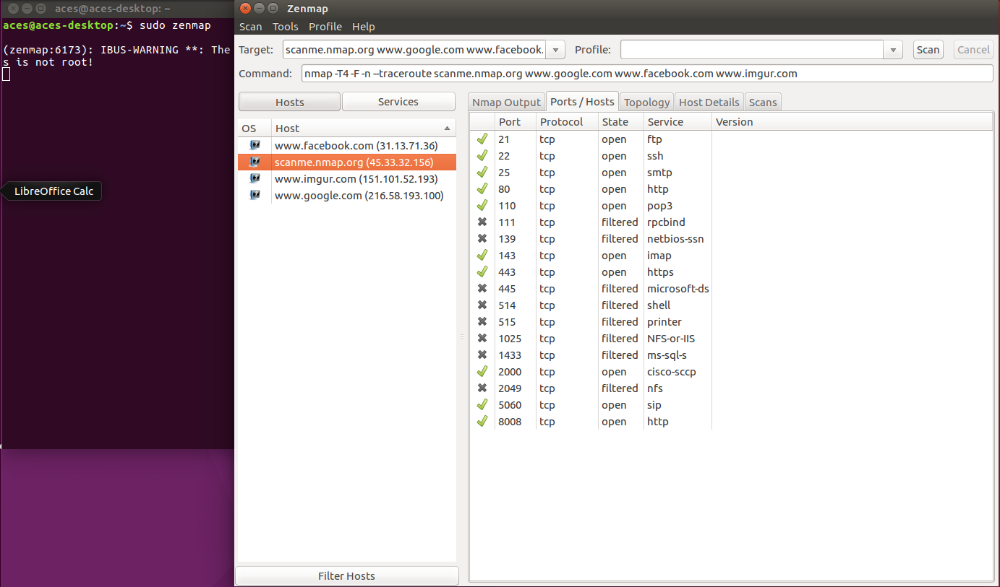 aces@aces-desktop: ~
aces@aces-desktop:~$ sudo zenmap
(zenmap:6173): IBUS-WARNING **: The
s is not root!
LibreOffice Calc
Zenmap
Scan Tools Profile Help
Target: scanme.nmap.org www.google.com www.facebook. Profile: Scan Cancel
Command: nmap -T4 -F -n --traceroute scanme.nmap.org www.google.com www.facebook.com www.imgur.com
Hosts Services
OS Host
www.facebook.com (31.13.71.36)
scanme.nmap.org (45.33.32.156)
www.imgur.com (151.101.52.193)
www.google.com (216.58.193.100)
Filter Hosts
Nmap Output Ports / Hosts Topology Host Details Scans
Port Protocol State Service Version
21 tcp open ftp
22 tcp open ssh
25 tcp open smtp
80 tcp open http
110 tcp open pop3
111 tcp filtered rpcbind
139 tcp filtered netbios-ssn
143 tcp open imap
443 tcp open https
445 tcp filtered microsoft-ds
514 tcp filtered shell
515 tcp filtered printer
1025 tcp filtered NFS-or-IIS
1433 tcp filtered ms-sql-s
2000 tcp open cisco-sccp
2049 tcp filtered nfs
5060 tcp open sip
8008 tcp open http